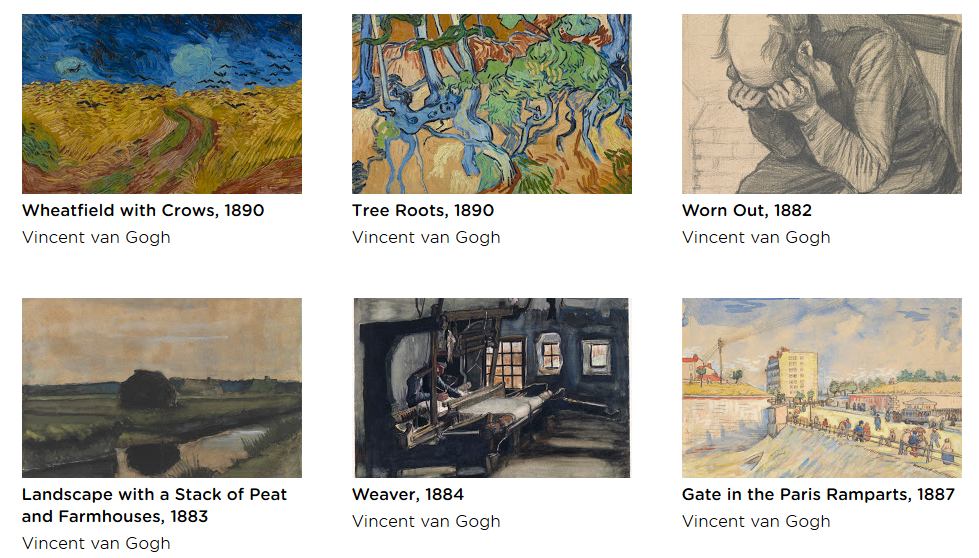 Wheatfield with Crows, 1890
Vincent van Gogh
Tree Roots, 1890
Vincent van Gogh
Worn Out, 1882
Vincent van Gogh
Landscape with a Stack of Peat
and Farmhouses, 1883
Vincent van Gogh
Weaver, 1884
Vincent van Gogh
Gate in the Paris Ramparts, 1887
Vincent van Gogh